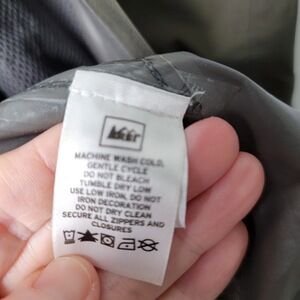 MACHINE WASH COLD,
GENTLE CYCLE
DO NOT BLEACH
TUMBLE DRY LOW
USE LOW IRON, DO NOT
IRON DECORATION
DO NOT DRY CLEAN
SECURE ALL ZIPPERS AND
CLOSURES